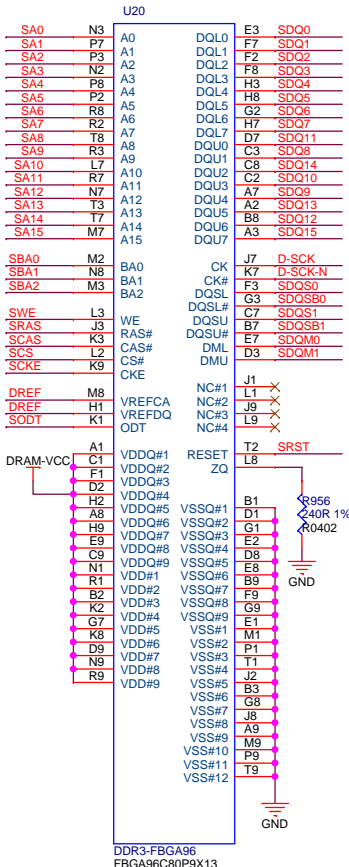 U20
SA0 N3 A0 DQL0 E3 SDQ0
SA1 P7 A1 DQL1 F7 SDQ1
SA2 P3 A2 DQL2 F2 SDQ2
SA3 N2 A3 DQL3 F8 SDQ3
SA4 P8 A4 DQL4 H3 SDQ4
SA5 P2 A5 DQL5 H8 SDQ5
SA6 R8 A6 DQL6 G2 SDQ6
SA7 R2 A7 DQL7 H7 SDQ7
SA8 T8 A8 DQU0 D7 SDQ11
SA9 R3 A9 DQU1 C3 SDQ8
SA10 L7 A10 DQU2 C8 SDQ14
SA11 R7 A11 DQU3 C2 SDQ10
SA12 N7 A12 DQU4 A7 SDQ9
SA13 T3 A13 DQU5 A2 SDQ13
SA14 T7 A14 DQU6 B8 SDQ12
SA15 M7 A15 DQU7 A3 SDQ15
SBA0 M2 BA0 CK J7 D-SCK
SBA1 N8 BA1 CK# K7 D-SCK-N
SBA2 M3 BA2 DQSL F3 SDQS0
DQSL# G3 SDQSB0
SWE L3 WE DQSU C7 SDQS1
SRAS J3 RAS# DQSU# B7 SDQSB1
SCAS K3 CAS# DML E7 SDQM0
SCS L2 CS# DMU D3 SDQM1
SCKE K9 CKE
NC#1 J1
DREF M8 VREFCA NC#2 L1
DREF H1 VREFDQ NC#3 J9
SODT K1 ODT NC#4 L9
A1 VDDQ#1 RESET T2 SRST
DRAM-VCC C1 VDDQ#2 ZQ L8
F1 VDDQ#3
D2 VDDQ#4
H2 VDDQ#5 VSSQ#1 B1 R956
A8 VDDQ#6 VSSQ#2 D1 240R 1%
H9 VDDQ#7 VSSQ#3 G1 R0402
E9 VDDQ#8 VSSQ#4 E2
C9 VDDQ#9 VSSQ#5 D8
N1 VDD#1 VSSQ#6 E8 GND
R1 VDD#2 VSSQ#7 B9
B2 VDD#3 VSSQ#8 F9
K2 VDD#4 VSSQ#9 G9
G7 VDD#5 VSS#1 E1
K8 VDD#6 VSS#2 M1
D9 VDD#7 VSS#3 P1
N9 VDD#8 VSS#4 T1
R9 VDD#9 VSS#5 J2
VSS#6 B3
VSS#7 G8
VSS#8 J8
VSS#9 A9
VSS#10 M9
VSS#11 P9
VSS#12 T9
GND
DDR3-FBGA96
FBGA96C80P9X13